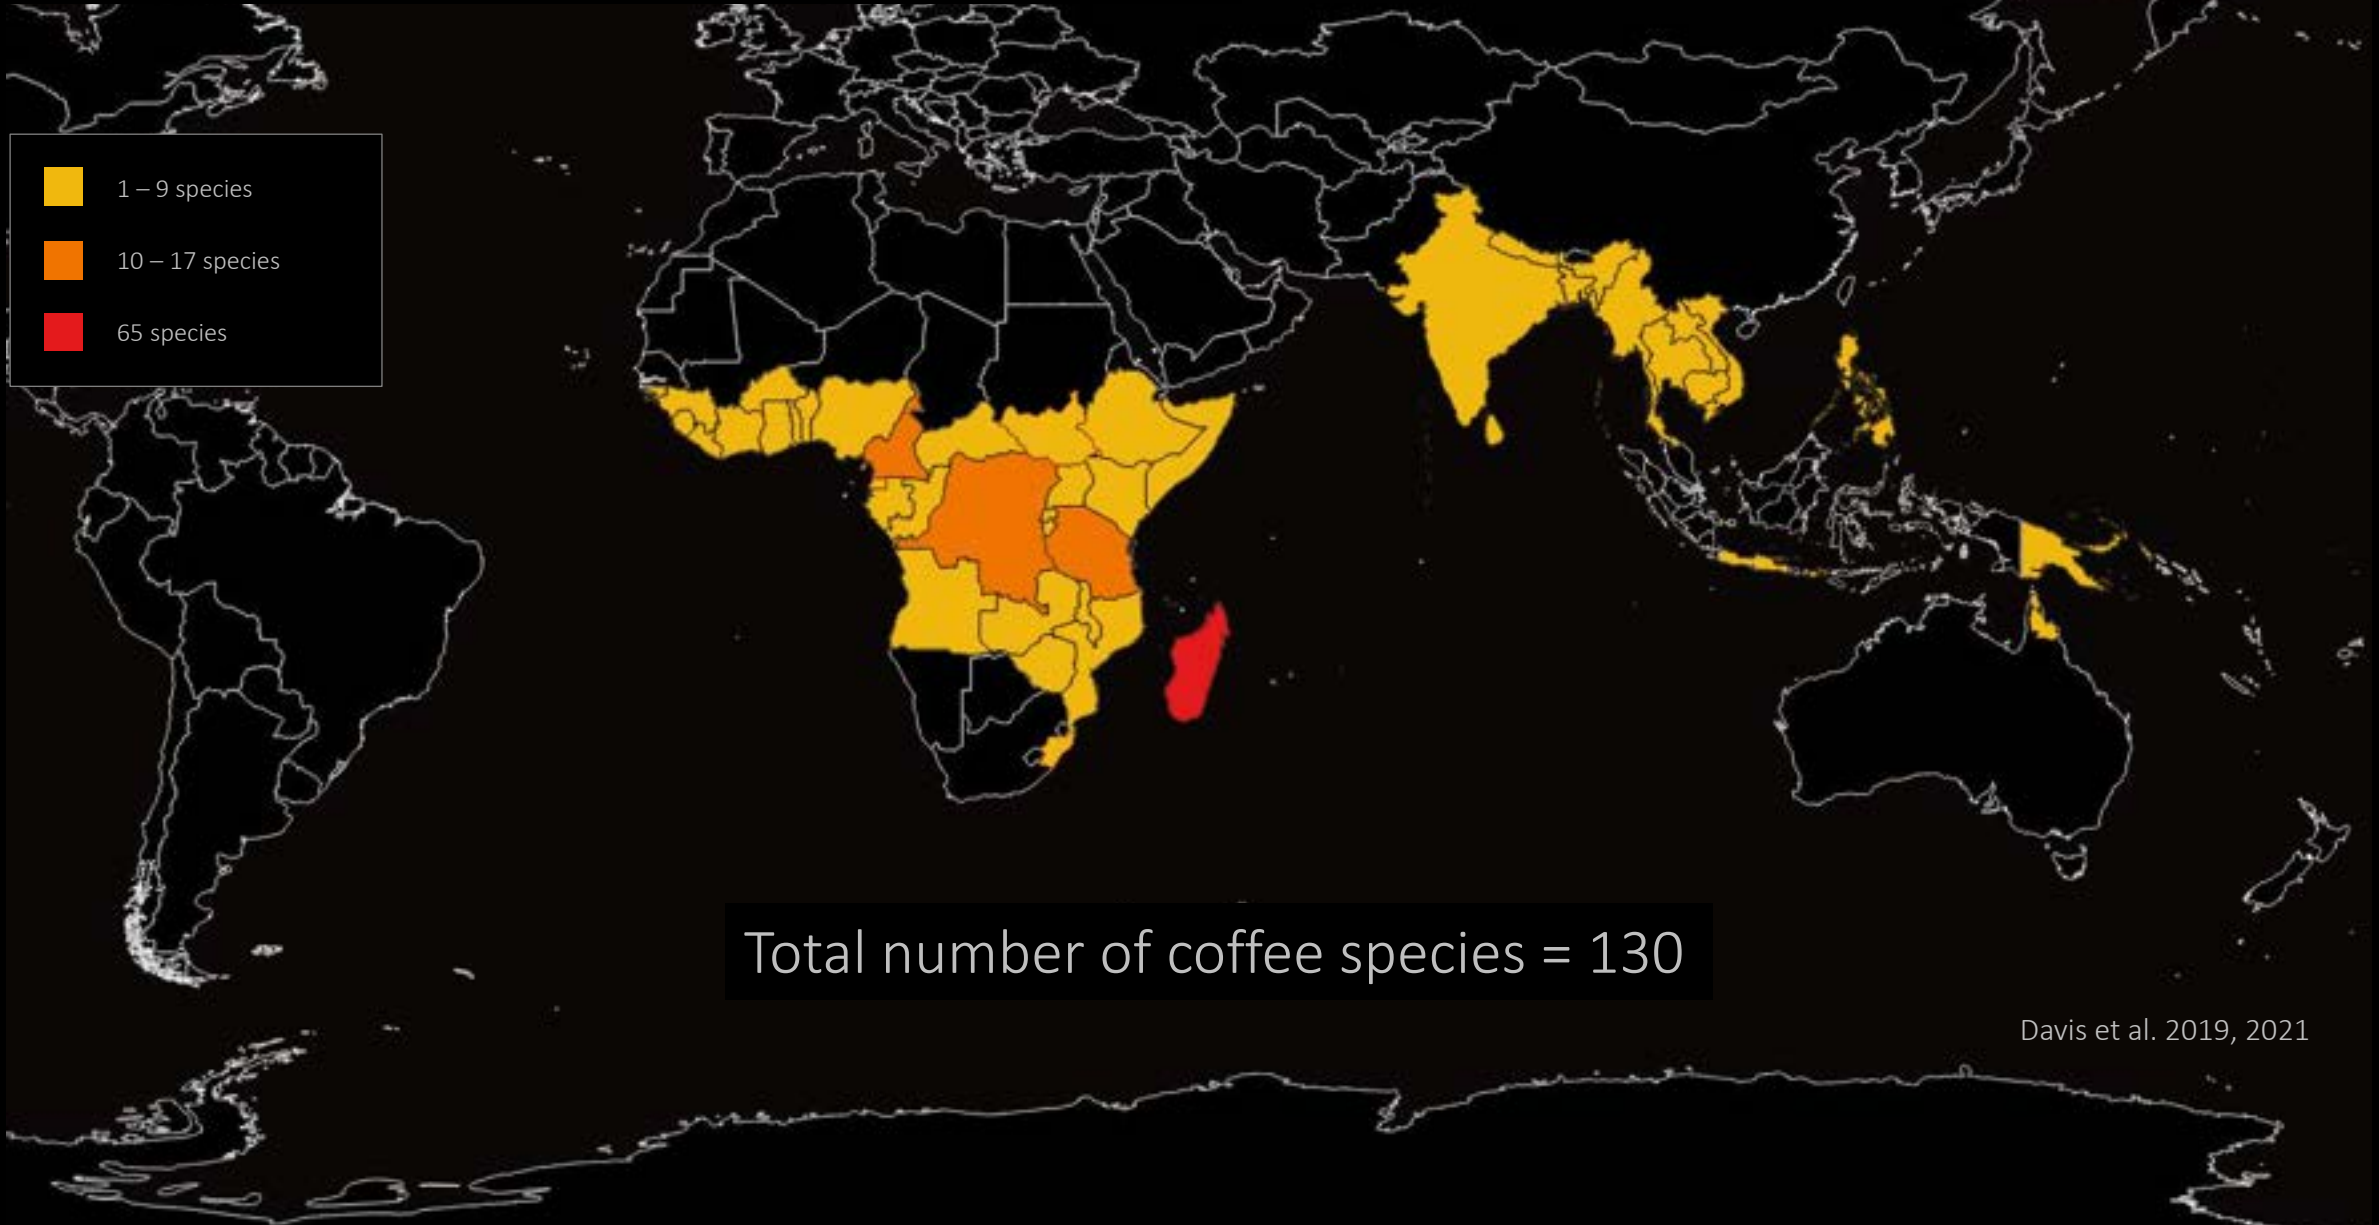 1 – 9 species
10 – 17 species
65 species
Total number of coffee species = 130
Davis et al. 2019, 2021